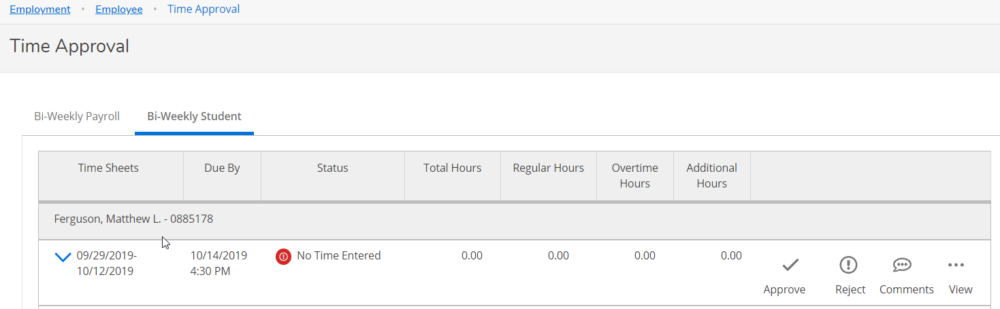 Employment • Employee • Time Approval
Time Approval
Bi-Weekly Payroll Bi-Weekly Student
Time Sheets Due By Status Total Hours Regular Hours Overtime Hours Additional Hours
Ferguson, Matthew L. - 0885178
09/29/2019- 10/14/2019 No Time Entered 0.00 0.00 0.00 0.00
10/12/2019 4:30 PM
Approve Reject Comments View